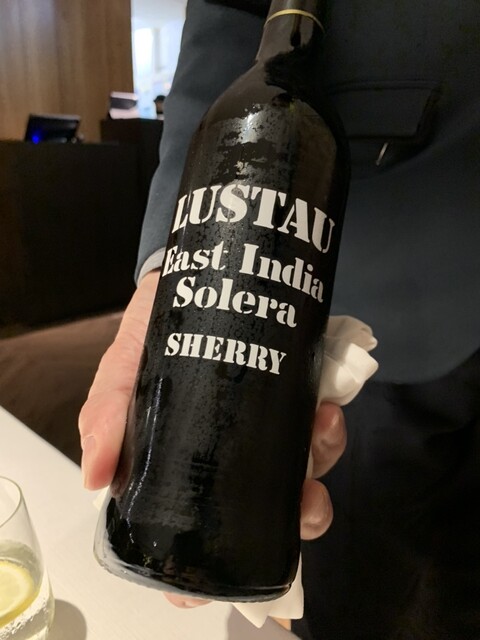 LUSTAU
East India
Solera
SHERRY